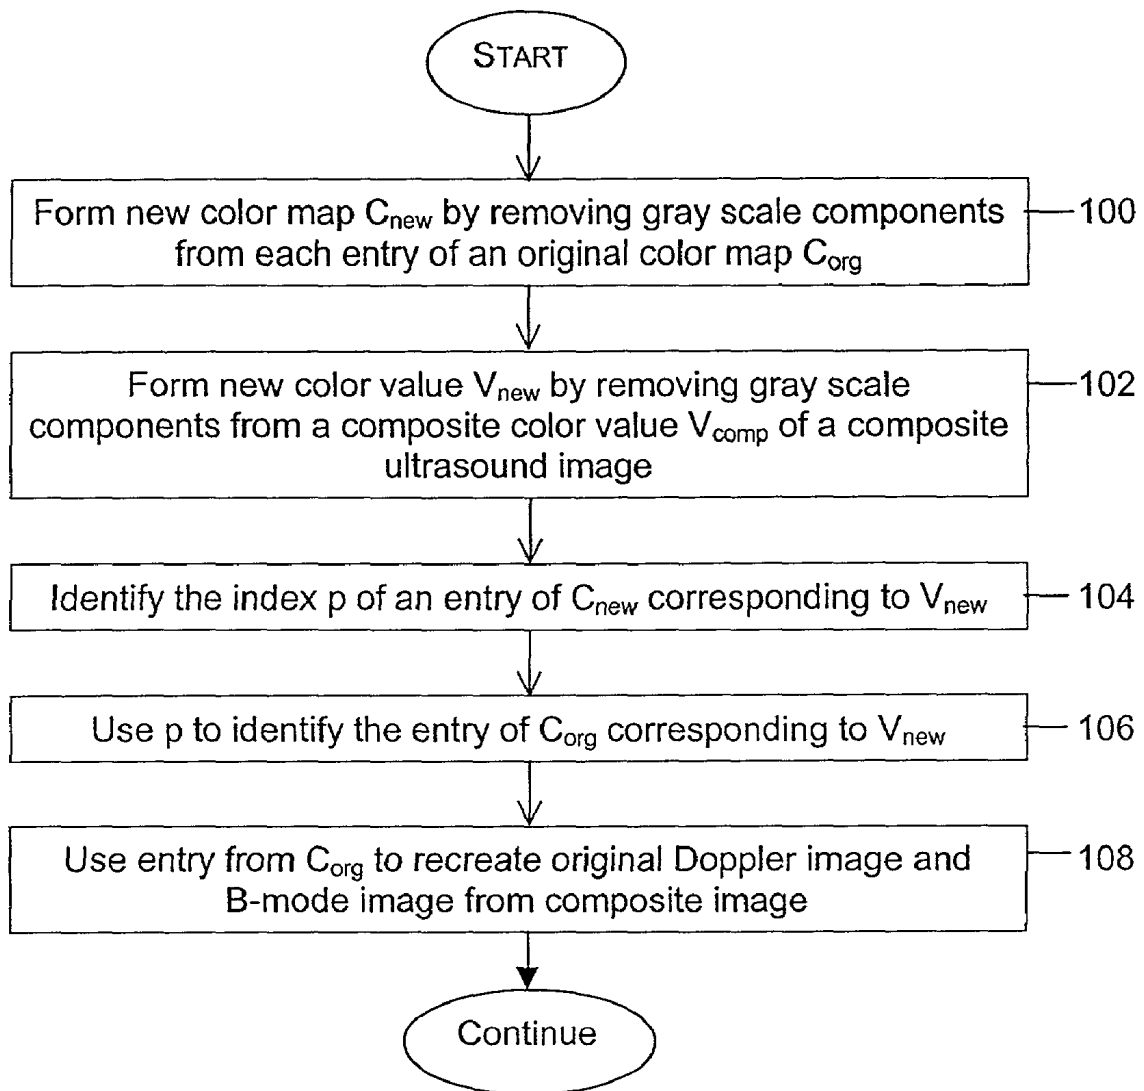 START
Form new color map Cnew by removing gray scale components
from each entry of an original color map Corg
100
Form new color value Vnew by removing gray scale
components from a composite color value Vcomp of a composite
ultrasound image
102
Identify the index p of an entry of Cnew corresponding to Vnew
104
Use p to identify the entry of Corg corresponding to Vnew
106
Use entry from Corg to recreate original Doppler image and
B-mode image from composite image
108
Continue